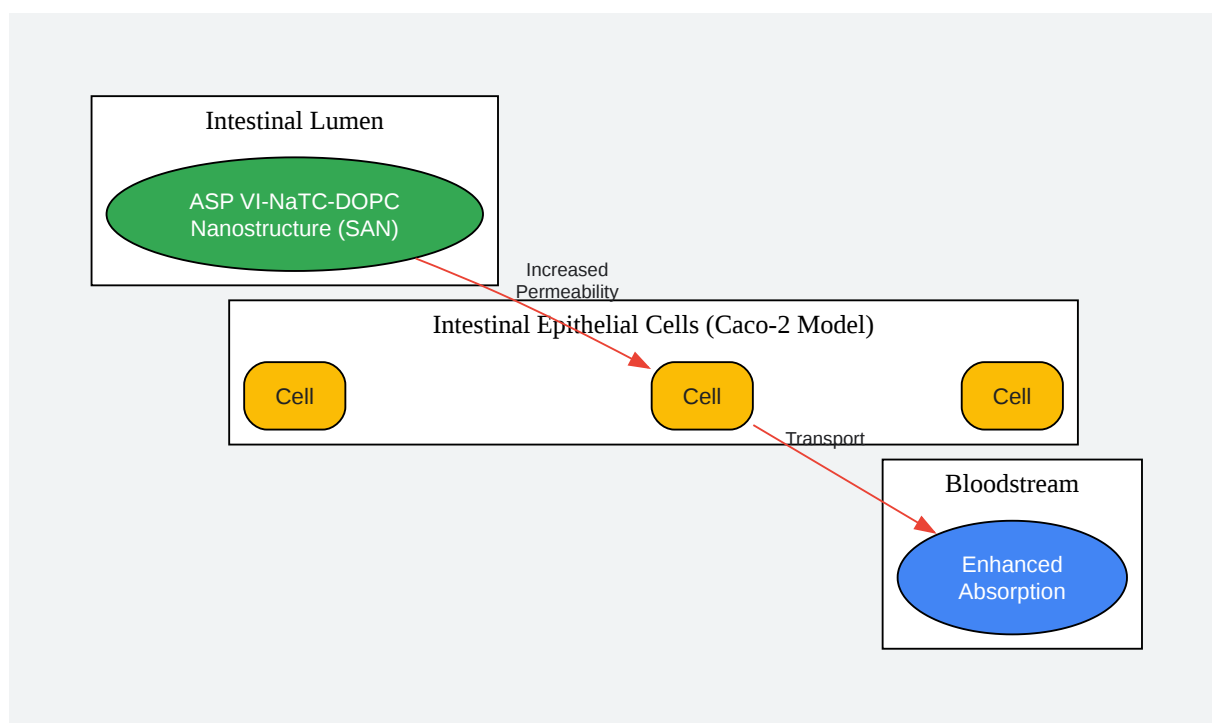 Intestinal Lumen
ASP VI-NaTC-DOPC
Nanostructure (SAN)
Increased
Permeability
Intestinal Epithelial Cells (Caco-2 Model)
Cell
Cell
Cell
Transport
Bloodstream
Enhanced
Absorption